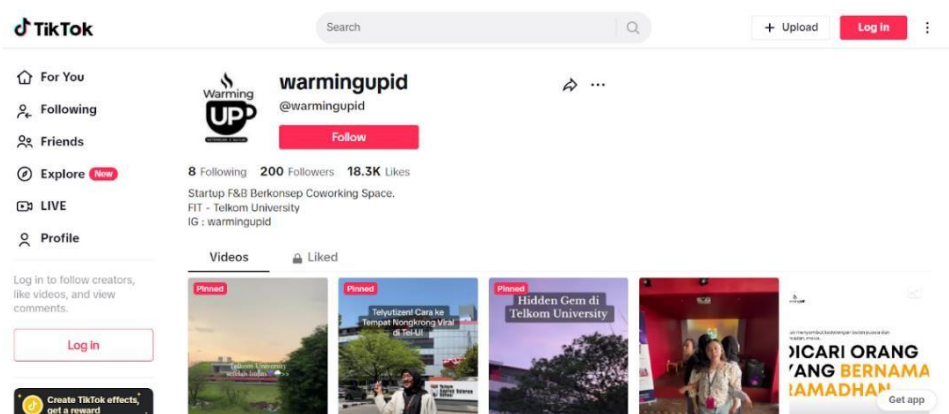 TikTok
Search
+ Upload
Log in
For You
Following
Friends
Explore New
LIVE
Profile
Log in to follow creators,
like videos, and view
comments.
Log in
Create TikTok effects,
get a reward
Warming
UP
warmingupid
@warmingupid
Follow
8 Following 200 Followers 18.3K Likes
Startup F&B Berkonsep Coworking Space.
FIT - Telkom University
IG : warmingupid
Videos
Liked
Pinned
Telkom University
setelah hujan
Pinned
Telyutizen! Cara ke
Tempat Nongkrong Viral
di Tel-U!
Pinned
Hidden Gem di
Telkom University
DICARI ORANG
YANG BERNAMA
RAMADHAN
Get app